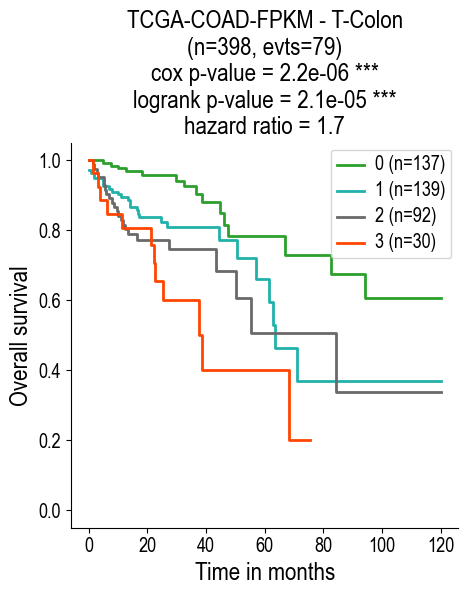 TCGA-COAD-FPKM - T-Colon
(n=398, evts=79)
cox p-value = 2.2e-06 ***
logrank p-value = 2.1e-05 ***
hazard ratio = 1.7
0 (n=137)
1 (n=139)
2 (n=92)
3 (n=30)
Overall survival
1.0
0.8
0.6
0.4
0.2
0.0
0 20 40 60 80 100 120
Time in months